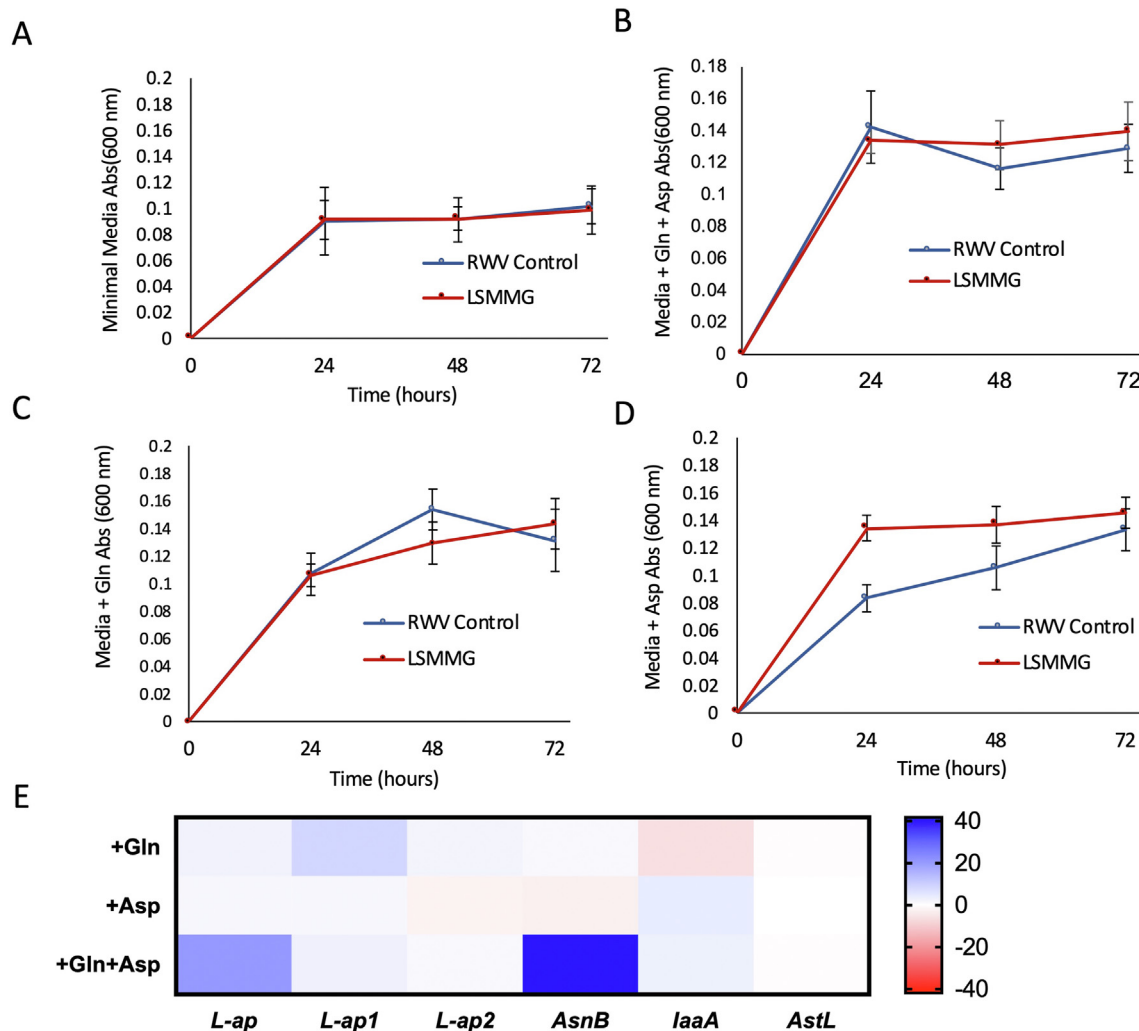 A
Minimal Media Abs(600 nm)
0.2
0.18
0.16
0.14
0.12
0.1
0.08
0.06
0.04
0.02
0
0 24 48 72
Time (hours)
RWV Control
LSMMG
B
Media + Gln + Asp Abs(600 nm)
0.18
0.16
0.14
0.12
0.1
0.08
0.06
0.04
0.02
0
0 24 48 72
RWV Control
LSMMG
C
Media + Gln Abs (600 nm)
0.2
0.18
0.16
0.14
0.12
0.1
0.08
0.06
0.04
0.02
0
0 24 48 72
Time (hours)
RWV Control
LSMMG
D
Media + Asp Abs (600 nm)
0.2
0.18
0.16
0.14
0.12
0.1
0.08
0.06
0.04
0.02
0
0 24 48 72
Time (hours)
RWV Control
LSMMG
E
+Gln
+Asp
+Gln+Asp
L-ap L-ap1 L-ap2 AsnB IaaA AstL
40
20
0
-20
-40